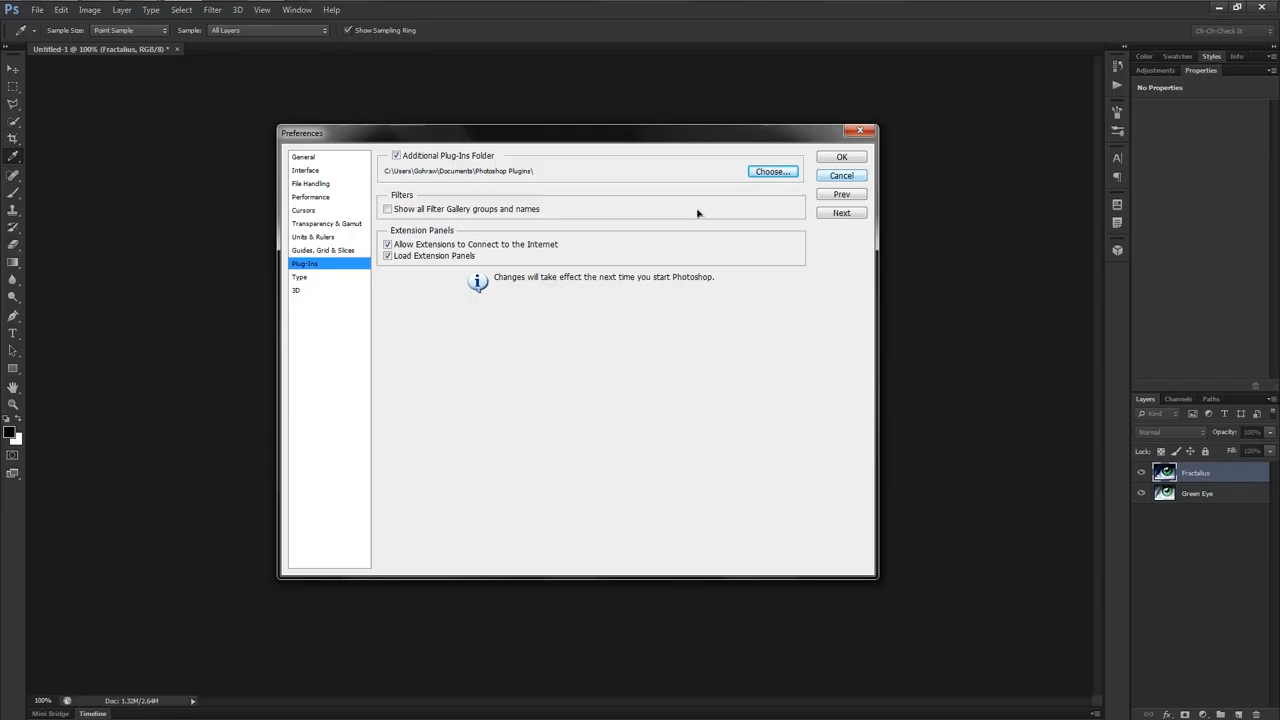 Ps File Edit Image Layer Type Select Filter 3D View Window Help
Sample Size: Point Sample Sample: All Layers Show Sampling Ring Ch-Ch-Check It
Untitled-1 @ 100% (Fractalius, RGB/8) * ×
Color Swatches Styles Info
Adjustments Properties
No Properties
Preferences
General
Interface
File Handling
Performance
Cursors
Transparency & Gamut
Units & Rulers
Guides, Grid & Slices
Plug-Ins
Type
3D
Additional Plug-Ins Folder
C:\Users\Gohraw\Documents\Photoshop Plugins\
Choose...
Filters
Show all Filter Gallery groups and names
Extension Panels
Allow Extensions to Connect to the Internet
Load Extension Panels
Changes will take effect the next time you start Photoshop.
OK
Cancel
Prev
Next
Layers Channels Paths
Kind
Normal Opacity: 100%
Lock: Fill: 100%
Fractalius
Green Eye
100% Doc: 1.32M/2.64M
Mini Bridge Timeline